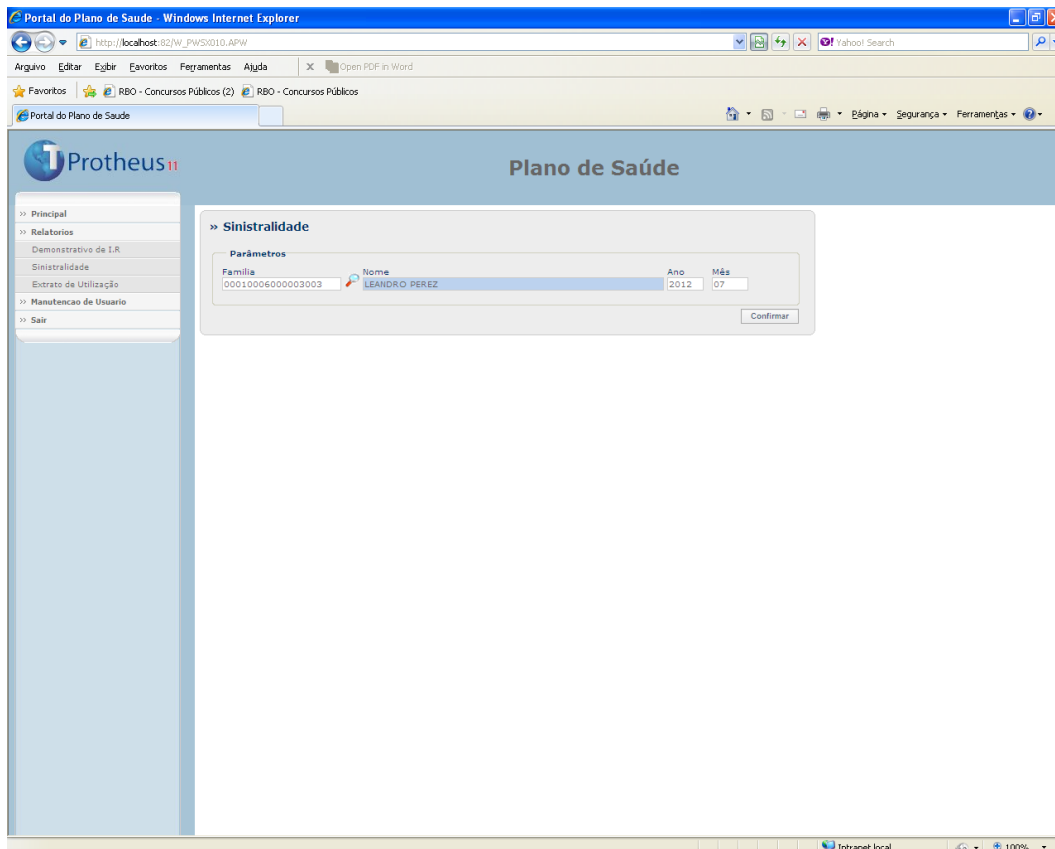 Portal do Plano de Saude - Windows Internet Explorer
http://localhost:82/W_PWSX010.APW
Yahoo! Search
Arquivo Editar Exibir Favoritos Ferramentas Ajuda x Open PDF in Word
Favoritos RBO - Concursos Públicos (2) RBO - Concursos Públicos
Portal do Plano de Saude Página Segurança Ferramentas
Protheus 11
Plano de Saúde
>> Principal
>> Relatorios
Demonstrativo de I.R
Sinistralidade
Extrato de Utilização
>> Manutencao de Usuario
>> Sair
» Sinistralidade
Parâmetros
Familia Nome Ano Mês
00010006000003003 LEANDRO PEREZ 2012 07
Confirmar
Intranet local 100%